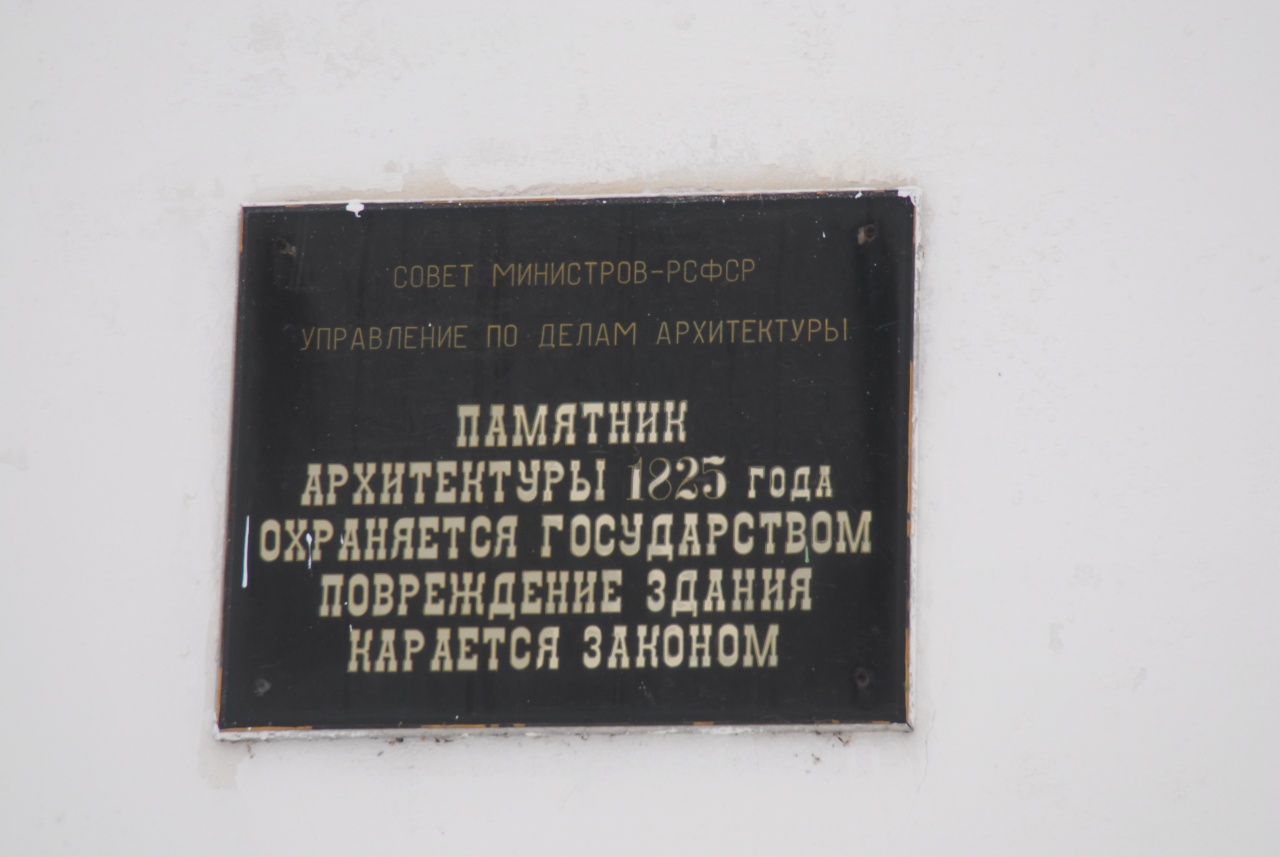 СОВЕТ МИНИСТРОВ-РСФСР
УПРАВЛЕНИЕ ПО ДЕЛАМ АРХИТЕКТУРЫ
ПАМЯТНИК
АРХИТЕКТУРЫ 1825 ГОДА
ОХРАНЯЕТСЯ ГОСУДАРСТВОМ
ПОВРЕЖДЕНИЕ ЗДАНИЯ
КАРАЕТСЯ ЗАКОНОМ